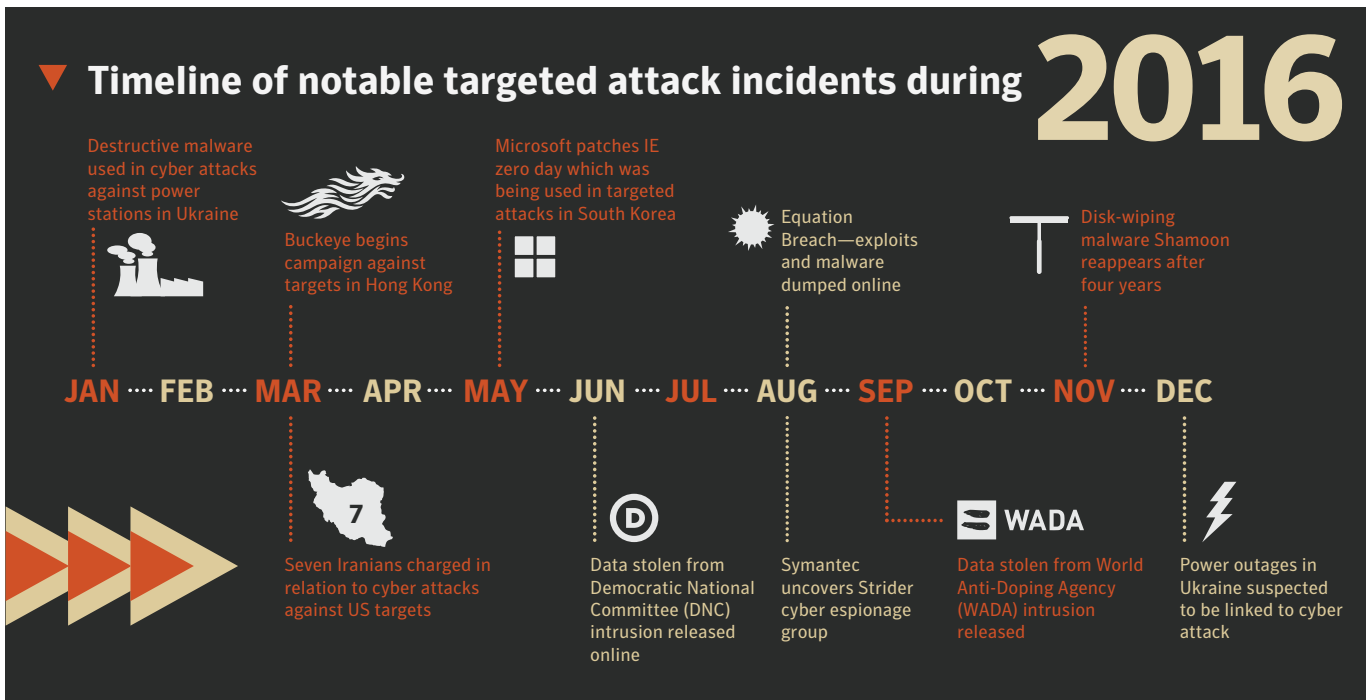 Timeline of notable targeted attack incidents during 2016
Destructive malware
used in cyber attacks
against power
stations in Ukraine
Buckeye begins
campaign against
targets in Hong Kong
Microsoft patches IE
zero day which was
being used in targeted
attacks in South Korea
Equation
Breach—exploits
and malware
dumped online
Disk-wiping
malware Shamoon
reappears after
four years
JAN FEB MAR APR MAY JUN JUL AUG SEP OCT NOV DEC
7
Seven Iranians charged in
relation to cyber attacks
against US targets
D
Data stolen from
Democratic National
Committee (DNC)
intrusion released
online
Symantec
uncovers Strider
cyber espionage
group
WADA
Data stolen from World
Anti-Doping Agency
(WADA) intrusion
released
Power outages in
Ukraine suspected
to be linked to cyber
attack